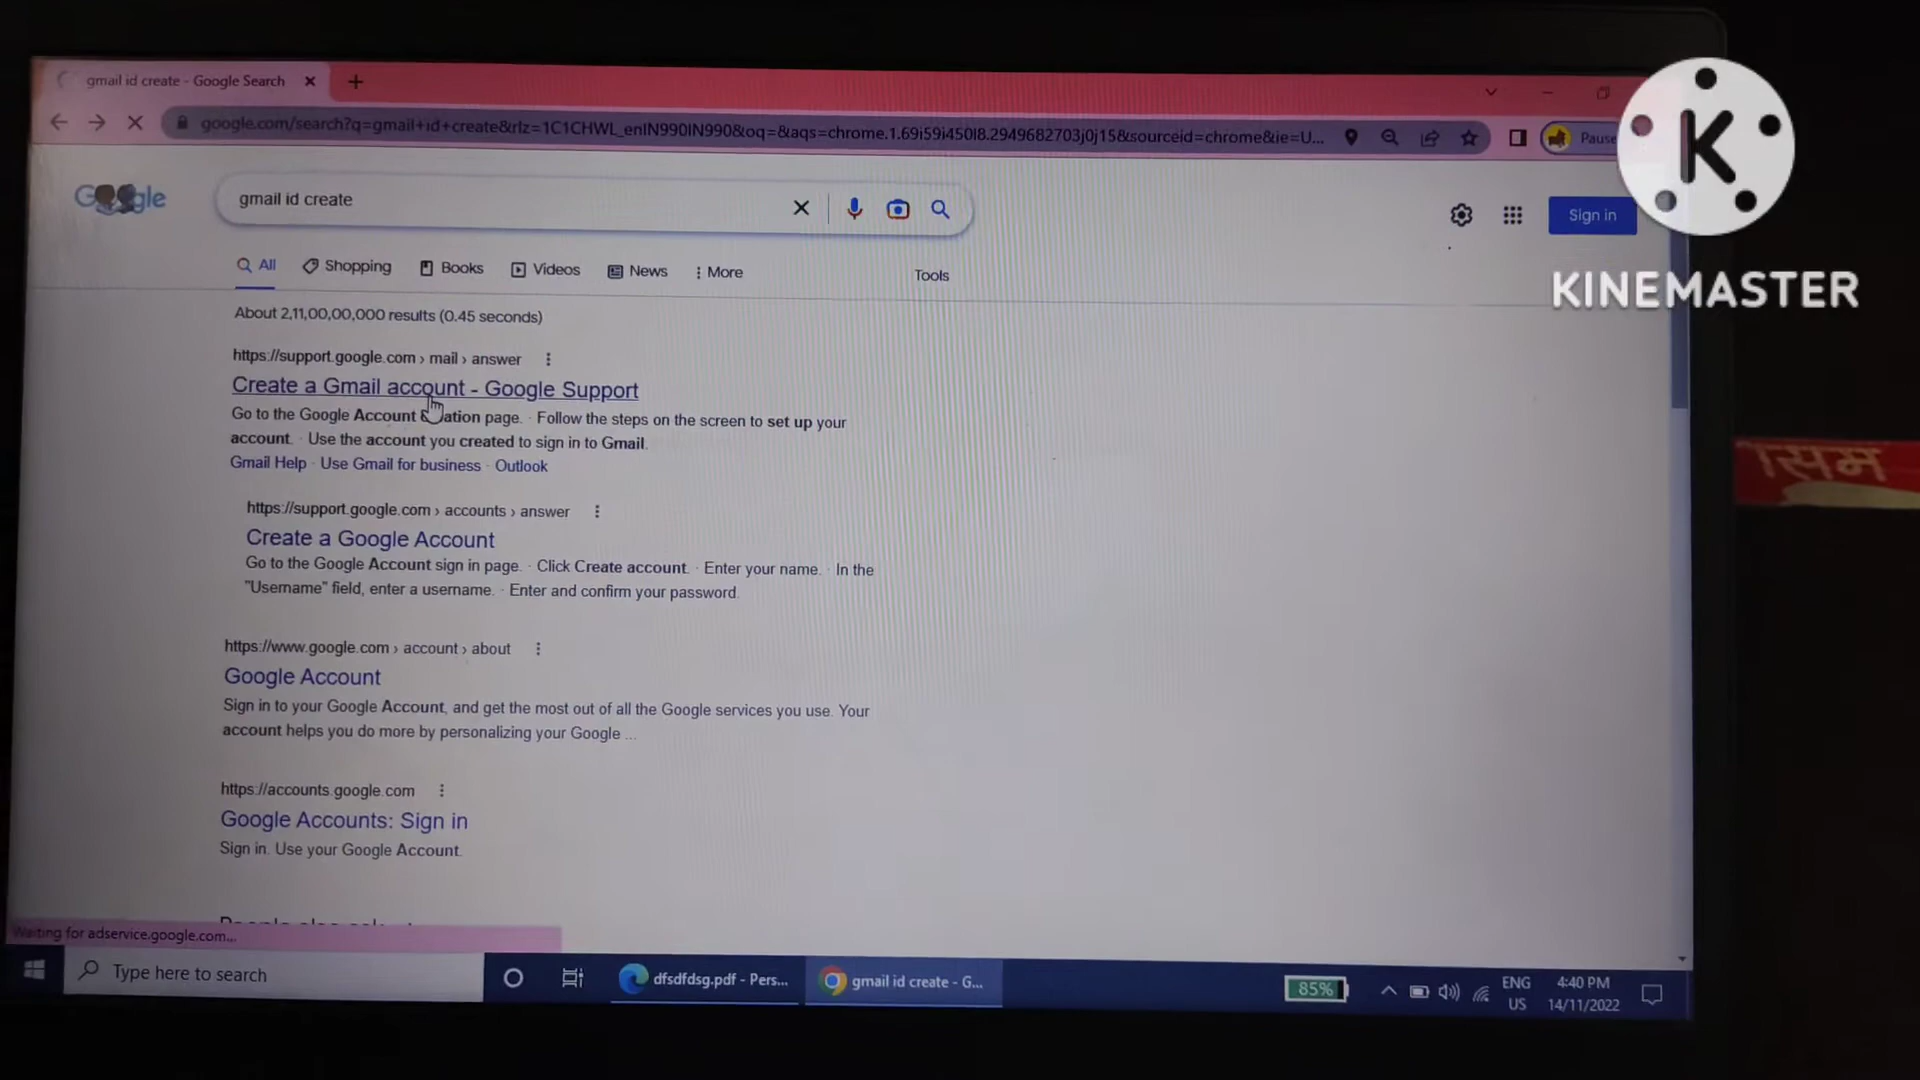 gmail id create - Google Search
google.com/search?q=gmail+id+create&rlz=1C1CHWL_enIN990IN990&oq=&aqs=chrome.1.69i59i450l8.2949682703j0j15&sourceid=chrome&ie=U...
Pause
K
KINEMASTER
Google
gmail id create
Sign in
All
Shopping
Books
Videos
News
More
Tools
About 2,11,00,00,000 results (0.45 seconds)
https://support.google.com › mail › answer
Create a Gmail account - Google Support
Go to the Google Account page. · Follow the steps on the screen to set up your
account. · Use the account you created to sign in to Gmail.
Gmail Help · Use Gmail for business · Outlook
https://support.google.com › accounts › answer
Create a Google Account
Go to the Google Account sign in page. · Click Create account. · Enter your name. · In the
"Username" field, enter a username. · Enter and confirm your password.
https://www.google.com › account › about
Google Account
Sign in to your Google Account, and get the most out of all the Google services you use. Your
account helps you do more by personalizing your Google ...
https://accounts.google.com
Google Accounts: Sign in
Sign in. Use your Google Account.
Waiting for adservice.google.com...
Type here to search
dfsdfdsg.pdf - Pers...
gmail id create - G...
85%
ENG
US
4:40 PM
14/11/2022